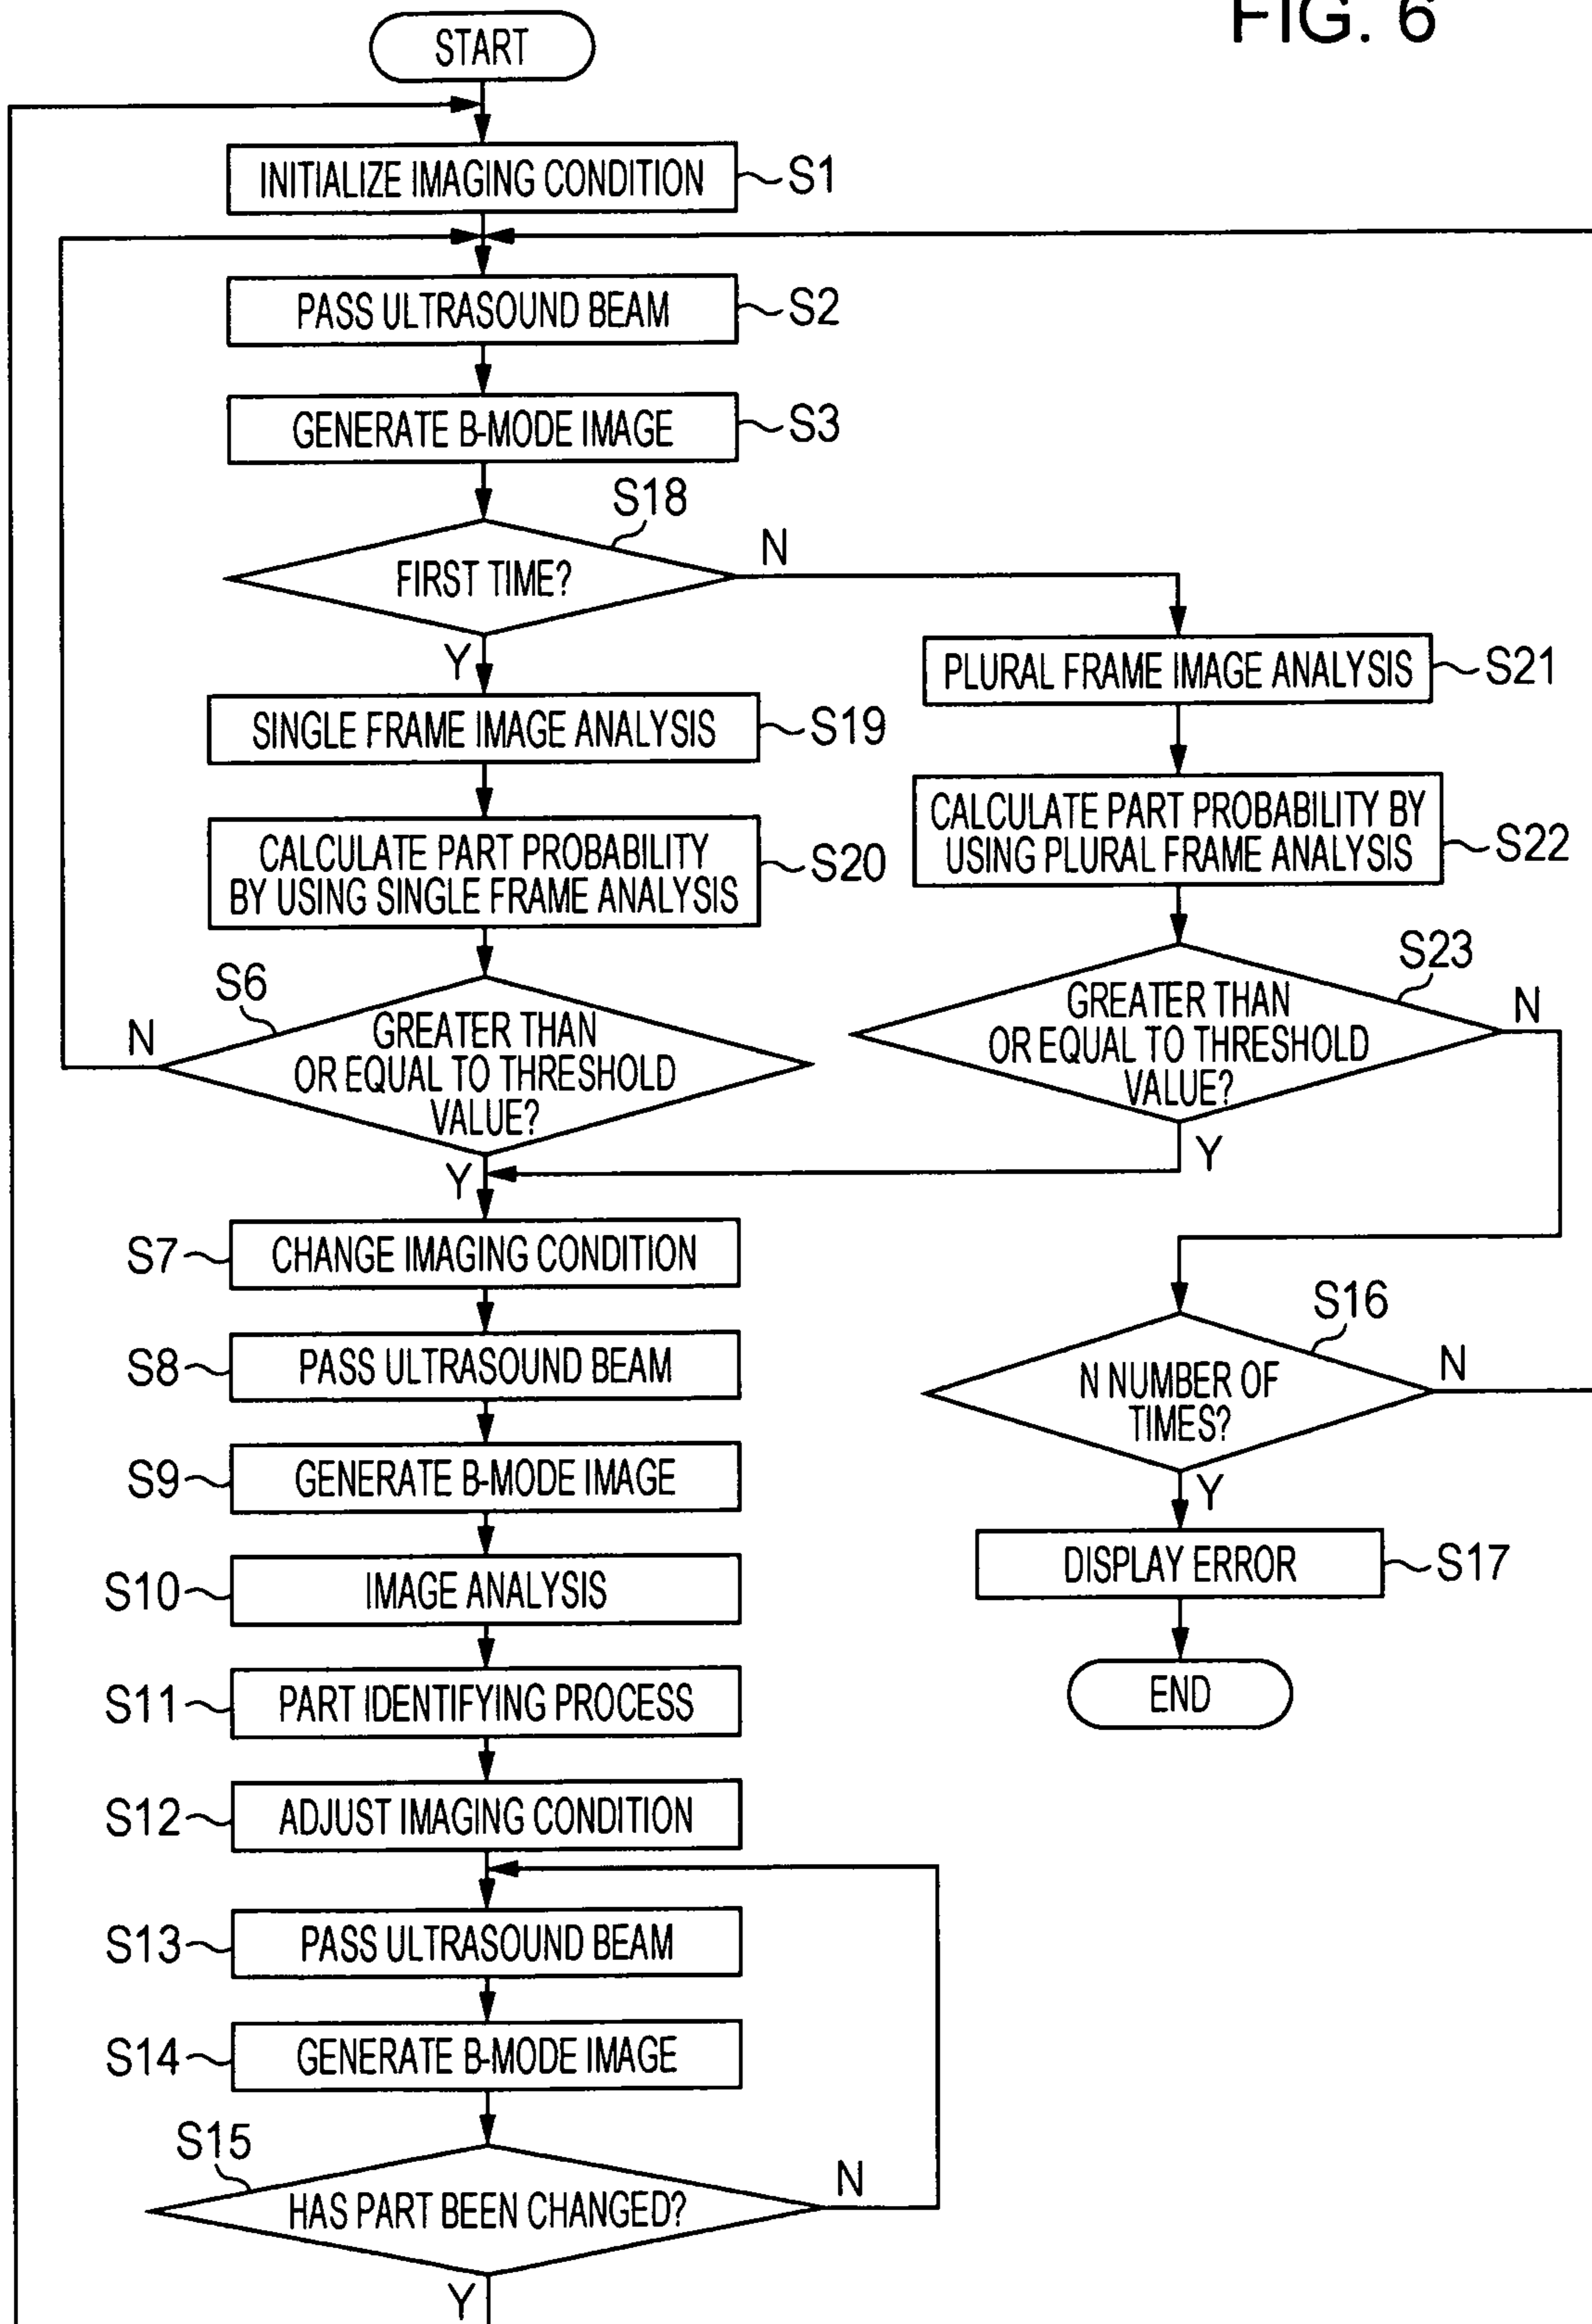 FIG. 6
START
INITIALIZE IMAGING CONDITION
S1
PASS ULTRASOUND BEAM
S2
GENERATE B-MODE IMAGE
S3
S18
FIRST TIME?
N
Y
SINGLE FRAME IMAGE ANALYSIS
S19
CALCULATE PART PROBABILITY
BY USING SINGLE FRAME ANALYSIS
S20
S6
GREATER THAN
OR EQUAL TO THRESHOLD
VALUE?
N
Y
PLURAL FRAME IMAGE ANALYSIS
S21
CALCULATE PART PROBABILITY BY
USING PLURAL FRAME ANALYSIS
S22
S23
GREATER THAN
OR EQUAL TO THRESHOLD
VALUE?
N
Y
S7
CHANGE IMAGING CONDITION
S8
PASS ULTRASOUND BEAM
S9
GENERATE B-MODE IMAGE
S10
IMAGE ANALYSIS
S11
PART IDENTIFYING PROCESS
S12
ADJUST IMAGING CONDITION
S13
PASS ULTRASOUND BEAM
S14
GENERATE B-MODE IMAGE
S15
HAS PART BEEN CHANGED?
N
Y
S16
N NUMBER OF
TIMES?
N
Y
DISPLAY ERROR
S17
END